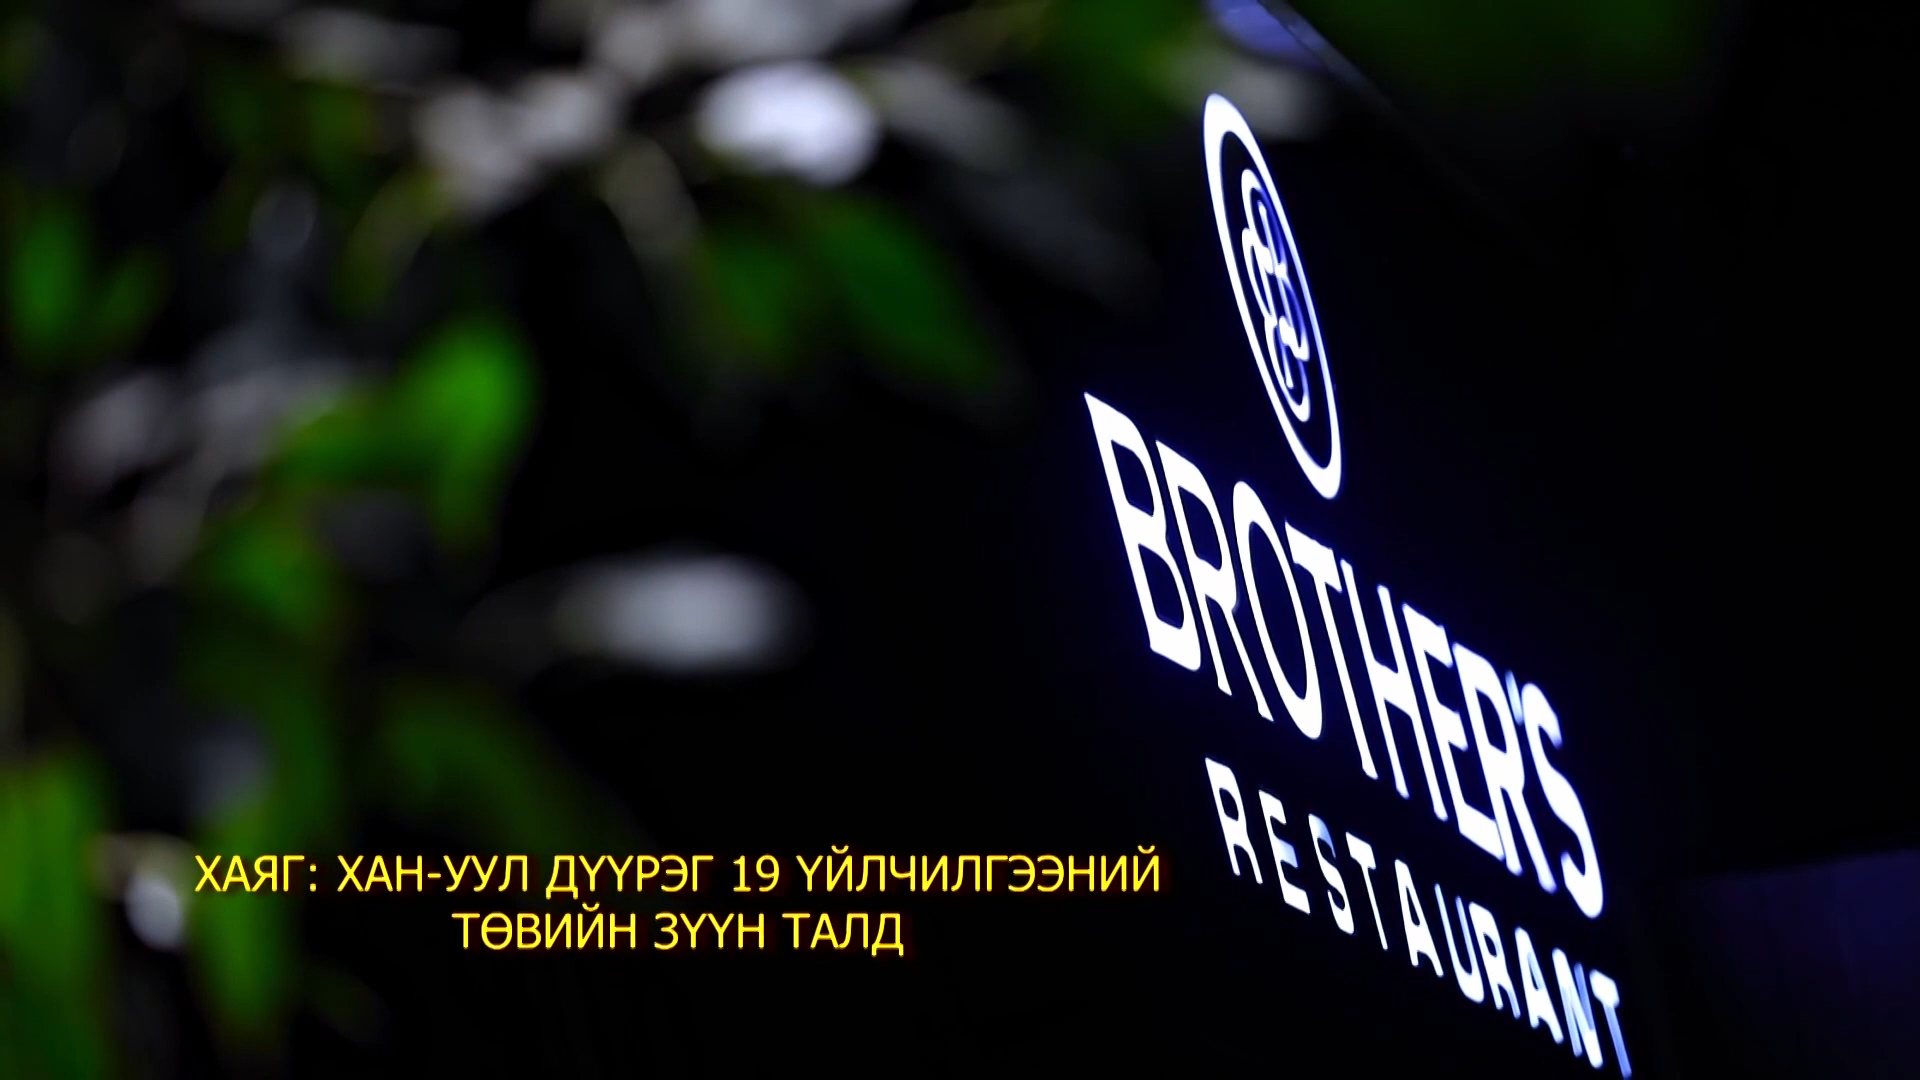 BROTHER'S
RESTAURANT
ХАЯГ: ХАН-УУЛ ДҮҮРЭГ 19 ҮЙЛЧИЛГЭЭНИЙ
ТӨВИЙН ЗҮҮН ТАЛД